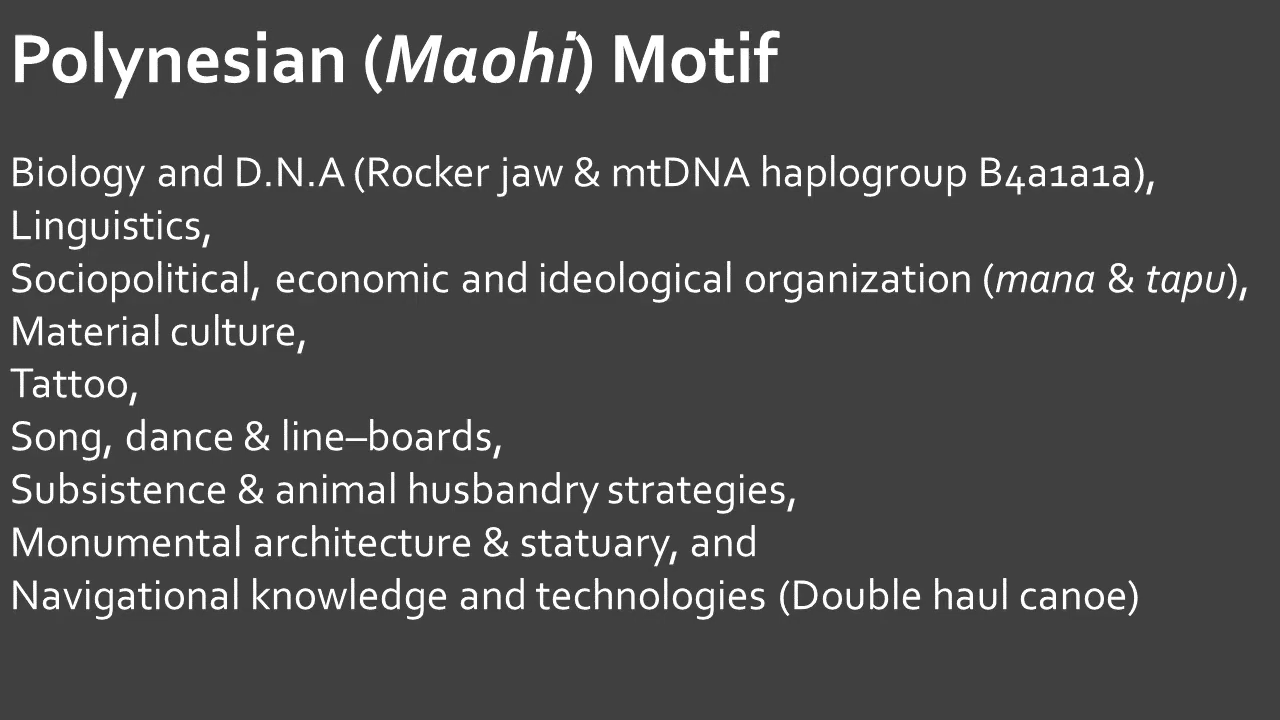 Polynesian (Maohi) Motif
Biology and D.N.A (Rocker jaw & mtDNA haplogroup B4a1a1a),
Linguistics,
Sociopolitical, economic and ideological organization (mana & tapu),
Material culture,
Tattoo,
Song, dance & line–boards,
Subsistence & animal husbandry strategies,
Monumental architecture & statuary, and
Navigational knowledge and technologies (Double haul canoe)